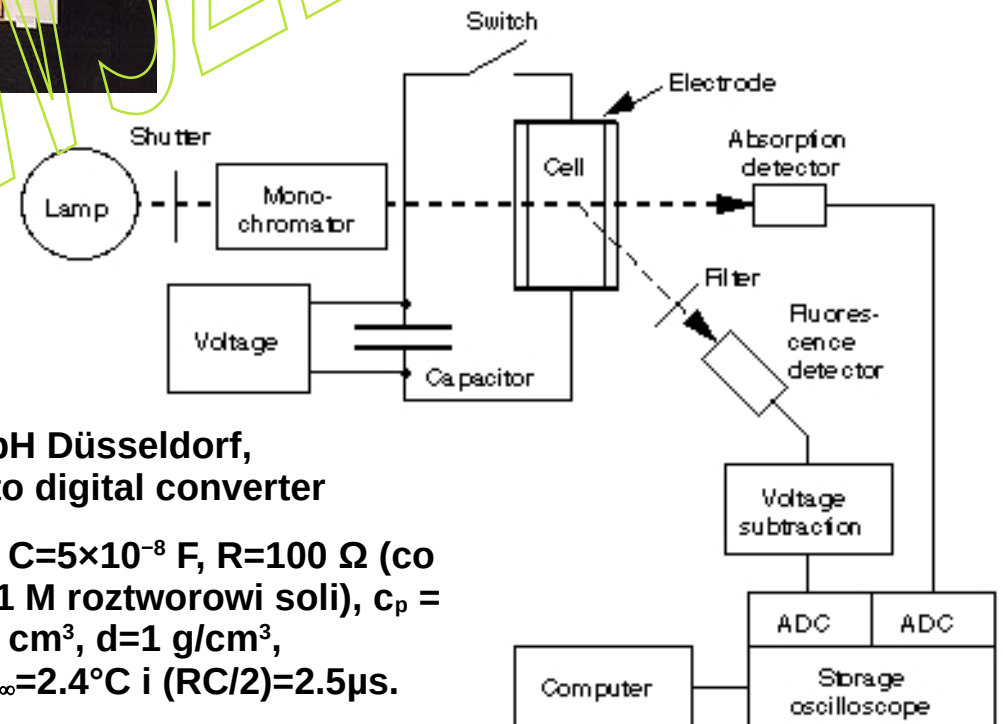 Switch
Electrode
Shutter
Absorption
detector
Cell
Lamp
Mono-
chromator
Filter
Voltage
Fluores-
cence
detector
Capacitor
pH Düsseldorf,
to digital converter
Voltage
subtraction
C=5×10⁻⁸ F, R=100 Ω (co
1 M roztworowi soli), cₚ =
cm³, d=1 g/cm³,
∞=2.4°C i (RC/2)=2.5µs.
ADC
ADC
Computer
Storage
oscilloscope